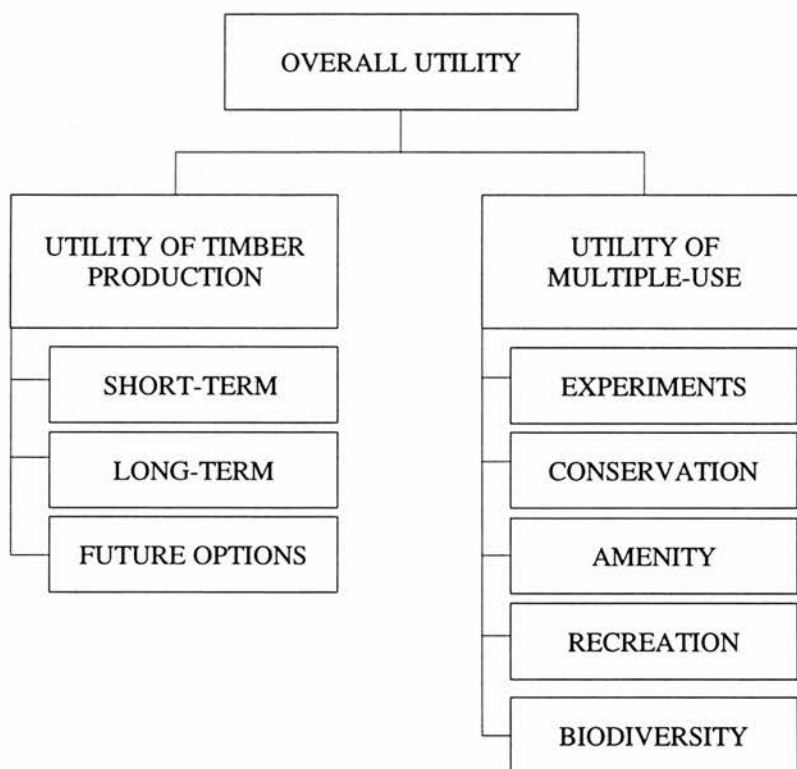 OVERALL UTILITY
UTILITY OF TIMBER
PRODUCTION
SHORT-TERM
LONG-TERM
FUTURE OPTIONS
UTILITY OF
MULTIPLE-USE
EXPERIMENTS
CONSERVATION
AMENITY
RECREATION
BIODIVERSITY